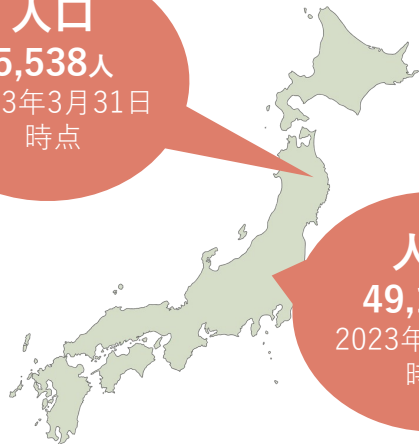 人口
5,538人
3年3月31日
時点
人
49,
2023年
時